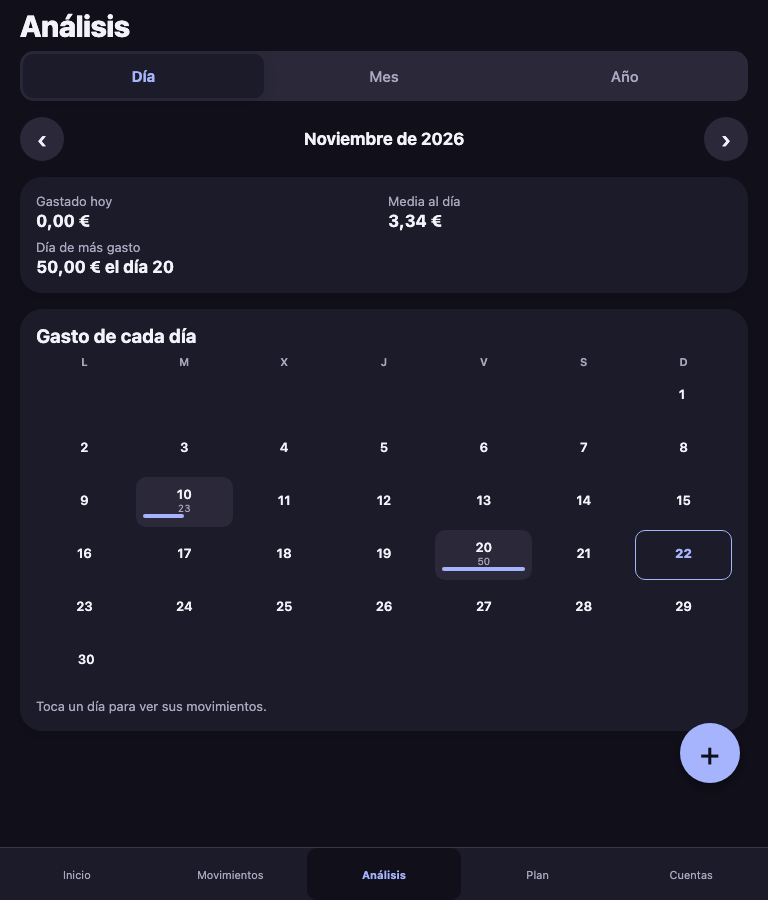 Análisis
Día Mes Año
‹ Noviembre de 2026 ›
Gastado hoy Media al día
0,00 € 3,34 €
Día de más gasto
50,00 € el día 20
Gasto de cada día
L M X J V S D
1
2 3 4 5 6 7 8
9 10 11 12 13 14 15
23
16 17 18 19 20 21 22
50
23 24 25 26 27 28 29
30
Toca un día para ver sus movimientos.
+
Inicio Movimientos Análisis Plan Cuentas